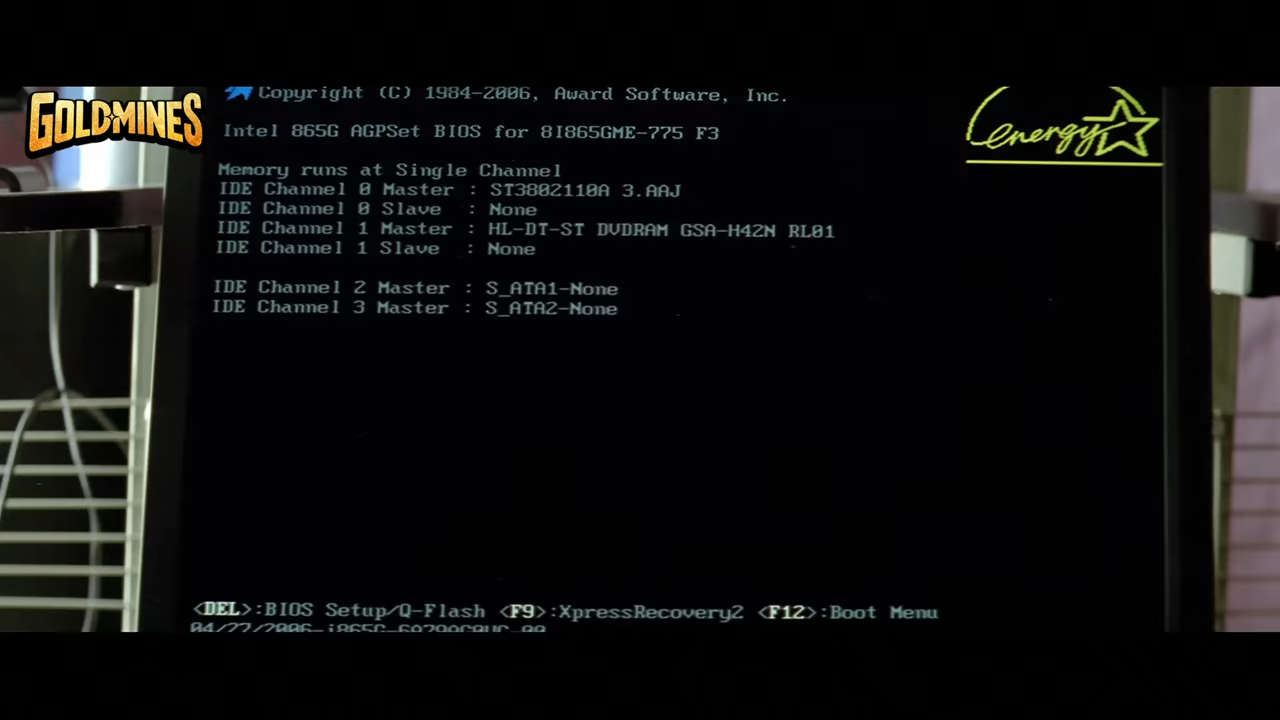 GOLDMINES
Copyright (C) 1984-2006, Award Software, Inc.
energy
Intel 865G AGPSet BIOS for 8I865GME-775 F3
Memory runs at Single Channel
IDE Channel 0 Master : ST3802110A 3.AAJ
IDE Channel 0 Slave : None
IDE Channel 1 Master : HL-DT-ST DVDRAM GSA-H42N RL01
IDE Channel 1 Slave : None
IDE Channel 2 Master : S_ATA1-None
IDE Channel 3 Master : S_ATA2-None
<DEL>:BIOS Setup/Q-Flash <F9>:XpressRecovery2 <F12>:Boot Menu